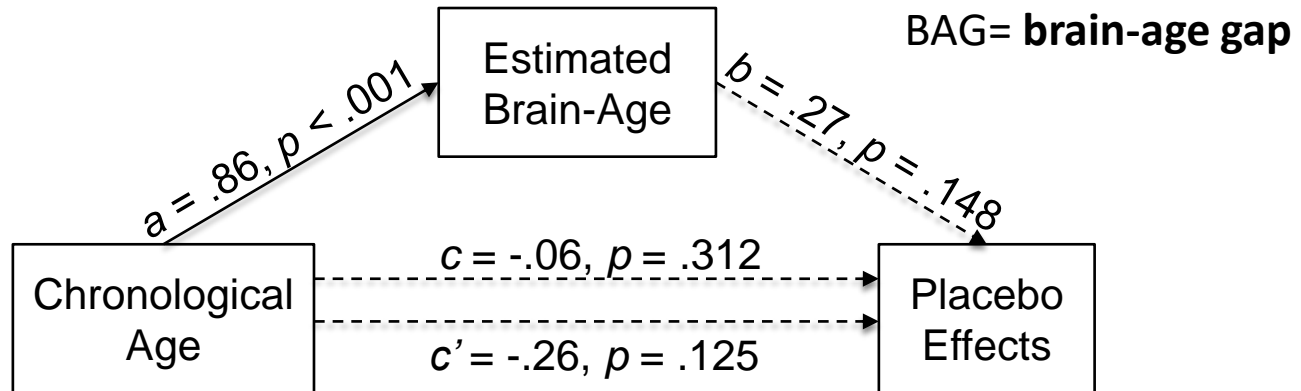 BAG= brain-age gap
Estimated
Brain-Age
a = .86, p < .001
b = .27, p = .148
c = -.06, p = .312
Chronological
Age
Placebo
Effects
c’ = -.26, p = .125